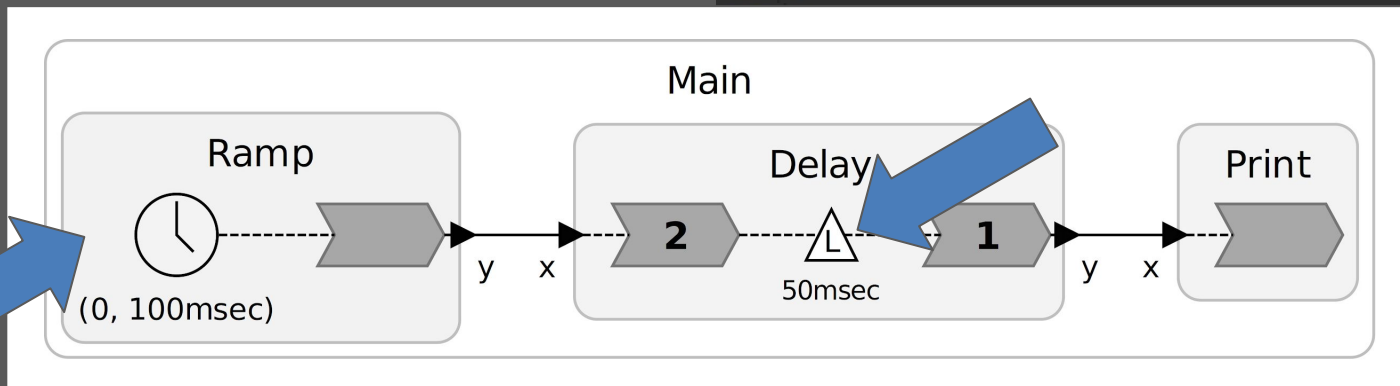 Main
Ramp
(0, 100msec)
y
x
Delay
2
L
50msec
1
y
x
Print